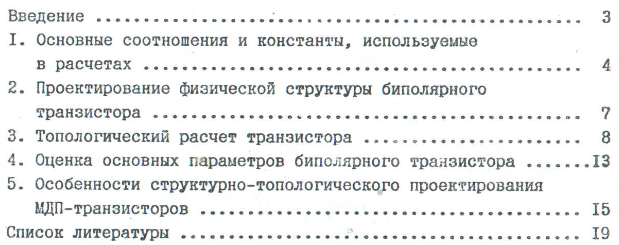 Введение ................................................ 3
I. Основные соотношения и константы, используемые
в расчетах ........................................... 4
2. Проектирование физической структуры биполярного
транзистора .......................................... 7
3. Топологический расчет транзистора ..................... 8
4. Оценка основных параметров биполярного транзистора .......I3
5. Особенности структурно-топологического проектирования
МДП-транзисторов ..................................... I5
Список литературы ....................................... I9